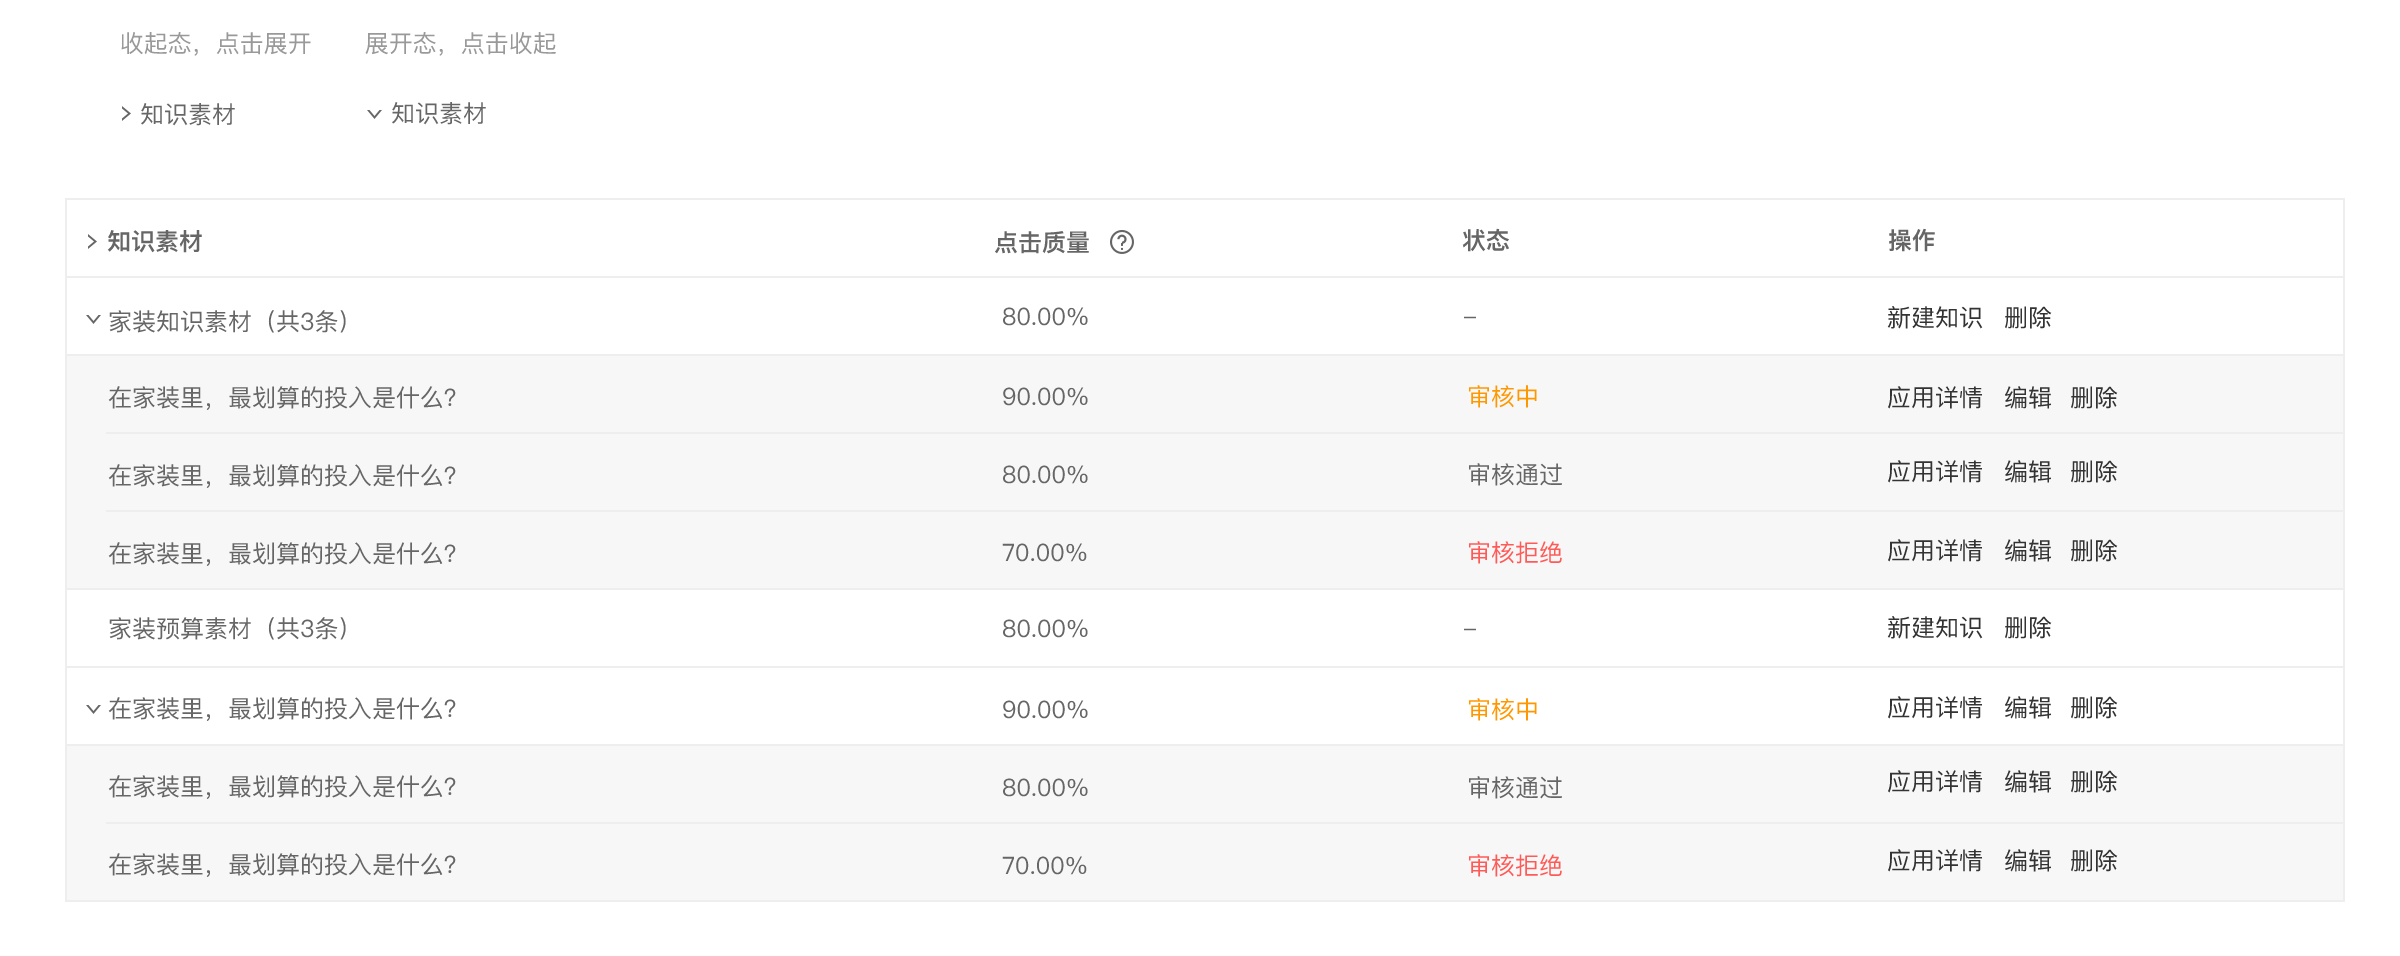 收起态，点击展开 展开态，点击收起
知识素材 知识素材
知识素材 点击质量 ? 状态 操作
家装知识素材（共3条） 80.00% – 新建知识 删除
在家装里，最划算的投入是什么？ 90.00% 审核中 应用详情 编辑 删除
在家装里，最划算的投入是什么？ 80.00% 审核通过 应用详情 编辑 删除
在家装里，最划算的投入是什么？ 70.00% 审核拒绝 应用详情 编辑 删除
家装预算素材（共3条） 80.00% – 新建知识 删除
在家装里，最划算的投入是什么？ 90.00% 审核中 应用详情 编辑 删除
在家装里，最划算的投入是什么？ 80.00% 审核通过 应用详情 编辑 删除
在家装里，最划算的投入是什么？ 70.00% 审核拒绝 应用详情 编辑 删除